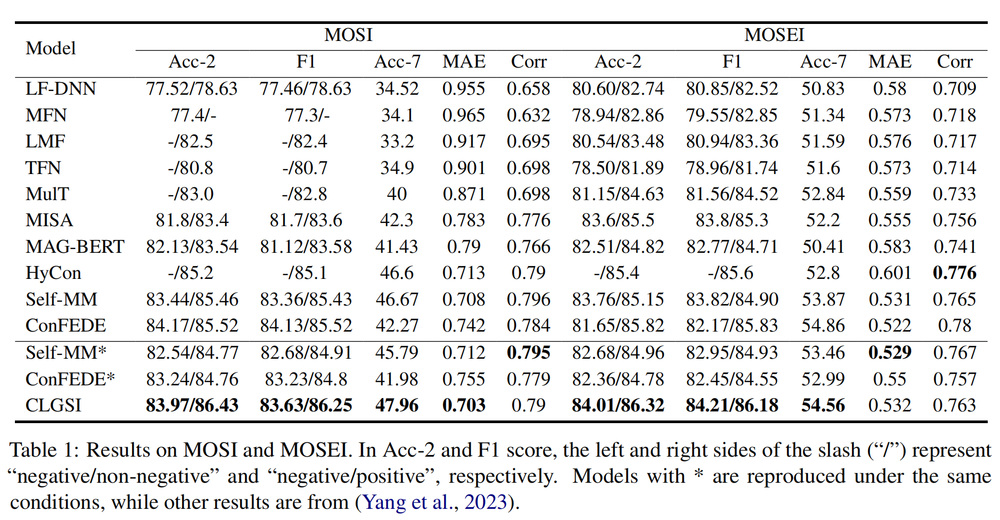 Model MOSI MOSEI
Acc-2 F1 Acc-7 MAE Corr Acc-2 F1 Acc-7 MAE Corr
LF-DNN 77.52/78.63 77.46/78.63 34.52 0.955 0.658 80.60/82.74 80.85/82.52 50.83 0.58 0.709
MFN 77.4/- 77.3/- 34.1 0.965 0.632 78.94/82.86 79.55/82.85 51.34 0.573 0.718
LMF -/82.5 -/82.4 33.2 0.917 0.695 80.54/83.48 80.94/83.36 51.59 0.576 0.717
TFN -/80.8 -/80.7 34.9 0.901 0.698 78.50/81.89 78.96/81.74 51.6 0.573 0.714
MulT -/83.0 -/82.8 40 0.871 0.698 81.15/84.63 81.56/84.52 52.84 0.559 0.733
MISA 81.8/83.4 81.7/83.6 42.3 0.783 0.776 83.6/85.5 83.8/85.3 52.2 0.555 0.756
MAG-BERT 82.13/83.54 81.12/83.58 41.43 0.79 0.766 82.51/84.82 82.77/84.71 50.41 0.583 0.741
HyCon -/85.2 -/85.1 46.6 0.713 0.79 -/85.4 -/85.6 52.8 0.601 0.776
Self-MM 83.44/85.46 83.36/85.43 46.67 0.708 0.796 83.76/85.15 83.82/84.90 53.87 0.531 0.765
ConFEDE 84.17/85.52 84.13/85.52 42.27 0.742 0.784 81.65/85.82 82.17/85.83 54.86 0.522 0.78
Self-MM* 82.54/84.77 82.68/84.91 45.79 0.712 0.795 82.68/84.96 82.95/84.93 53.46 0.529 0.767
ConFEDE* 83.24/84.76 83.23/84.8 41.98 0.755 0.779 82.36/84.78 82.45/84.55 52.99 0.55 0.757
CLGSI 83.97/86.43 83.63/86.25 47.96 0.703 0.79 84.01/86.32 84.21/86.18 54.56 0.532 0.763
Table 1: Results on MOSI and MOSEI. In Acc-2 and F1 score, the left and right sides of the slash (“/”) represent
“negative/non-negative” and “negative/positive”, respectively. Models with * are reproduced under the same
conditions, while other results are from (Yang et al., 2023).